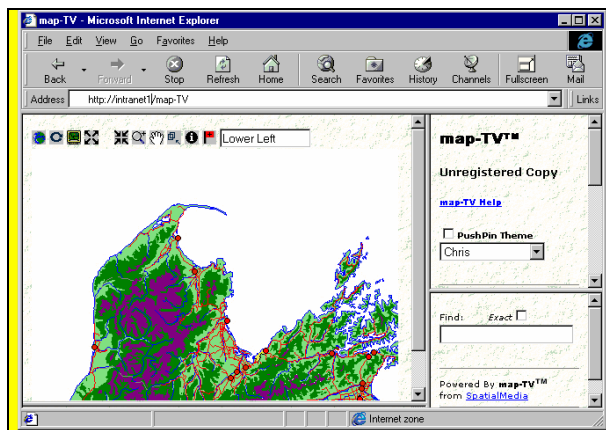 map-TV - Microsoft Internet Explorer
File Edit View Go Favorites Help
Back Forward Stop Refresh Home Search Favorites History Channels Fullscreen Mail
Address http://intranet1/map-TV Links
Lower Left
map-TV™
Unregistered Copy
map-TV Help
PushPin Theme
Chris
Find: Exact
Powered By map-TV™
from SpatialMedia
Internet zone